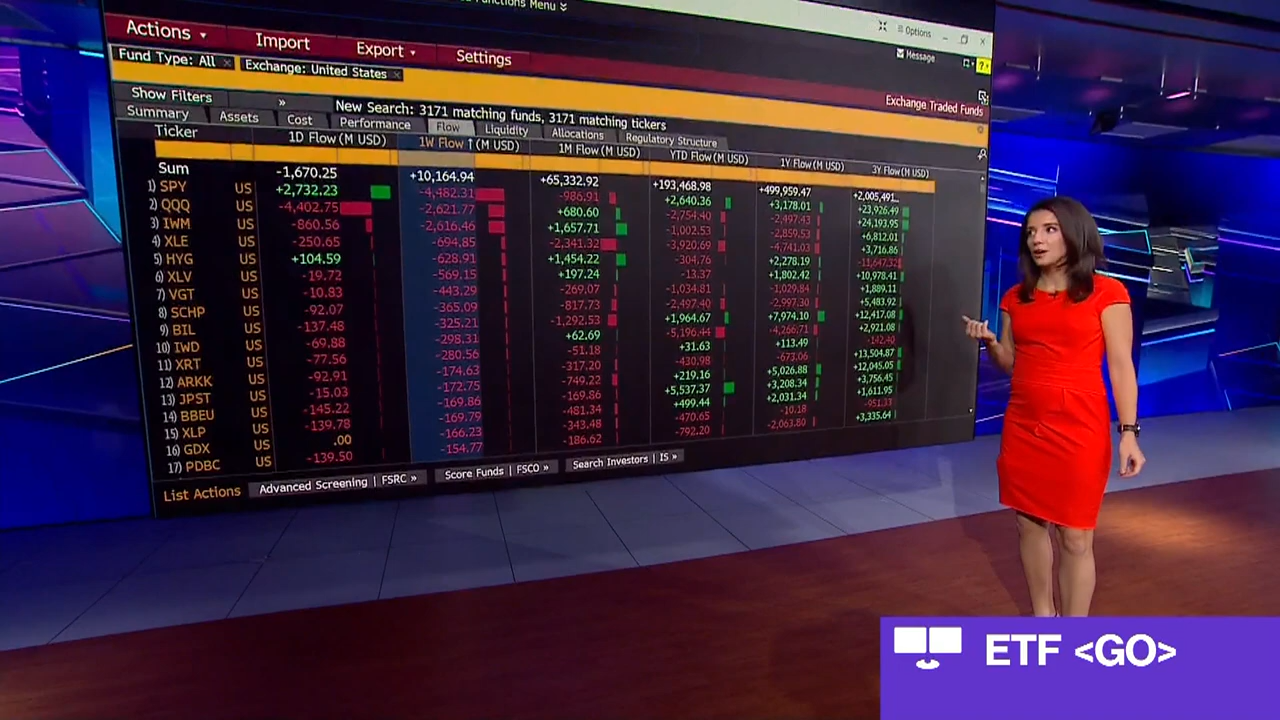 Functions Menu
Options
Message
?
Actions Import Export Settings
Fund Type: All × Exchange: United States ×
Exchange Traded Funds
Show Filters » New Search: 3171 matching funds, 3171 matching tickers
Summary Assets Cost Performance Flow Liquidity Allocations Regulatory Structure
Ticker 1D Flow (M USD) 1W Flow ↑ (M USD) 1M Flow (M USD) YTD Flow (M USD) 1Y Flow (M USD) 3Y Flow (M USD)
Sum -1,670.25 +10,164.94 +65,332.92 +193,468.98 +499,959.47 +2,005,491...
1) SPY US +2,732.23 -4,482.31 -986.91 +2,640.36 +3,178.01 +23,926.49
2) QQQ US -4,402.75 -2,621.77 +680.60 -2,754.40 -2,497.43 +24,193.95
3) IWM US -860.56 -2,616.46 +1,657.71 -1,002.53 -2,859.53 +6,812.01
4) XLE US -250.65 -694.85 -2,341.32 -3,920.69 -4,741.03 +3,716.86
5) HYG US +104.59 -628.91 +1,454.22 -304.76 +2,278.19 -11,647.32
6) XLV US -19.72 -569.15 +197.24 -13.37 +1,802.42 +10,978.41
7) VGT US -10.83 -443.29 -269.07 -1,034.81 -1,029.84 +1,889.11
8) SCHP US -92.07 -365.09 -817.73 -2,497.40 -2,997.30 +5,483.92
9) BIL US -137.48 -325.21 -1,292.53 +1,964.67 +7,974.10 +12,417.08
10) IWD US -69.88 -298.31 +62.69 -5,196.44 -4,266.71 +2,921.08
11) XRT US -77.56 -280.56 -51.18 +31.63 +113.49 -142.40
12) ARKK US -92.91 -174.63 -317.20 -430.98 -673.06 +13,504.87
13) JPST US -15.03 -172.75 -749.22 +219.16 +5,026.88 +12,045.05
14) BBEU US -145.22 -169.86 -169.86 +5,537.37 +3,208.34 +3,756.45
15) XLP US -139.78 -169.79 -481.34 +499.44 +2,031.34 +1,611.95
16) GDX US .00 -166.23 -343.48 -470.65 -10.18 -951.33
17) PDBC US -139.50 -154.77 -186.62 -792.20 -2,063.80 +3,335.64
List Actions Advanced Screening | FSRC » Score Funds | FSCO » Search Investors | IS »
ETF <GO>